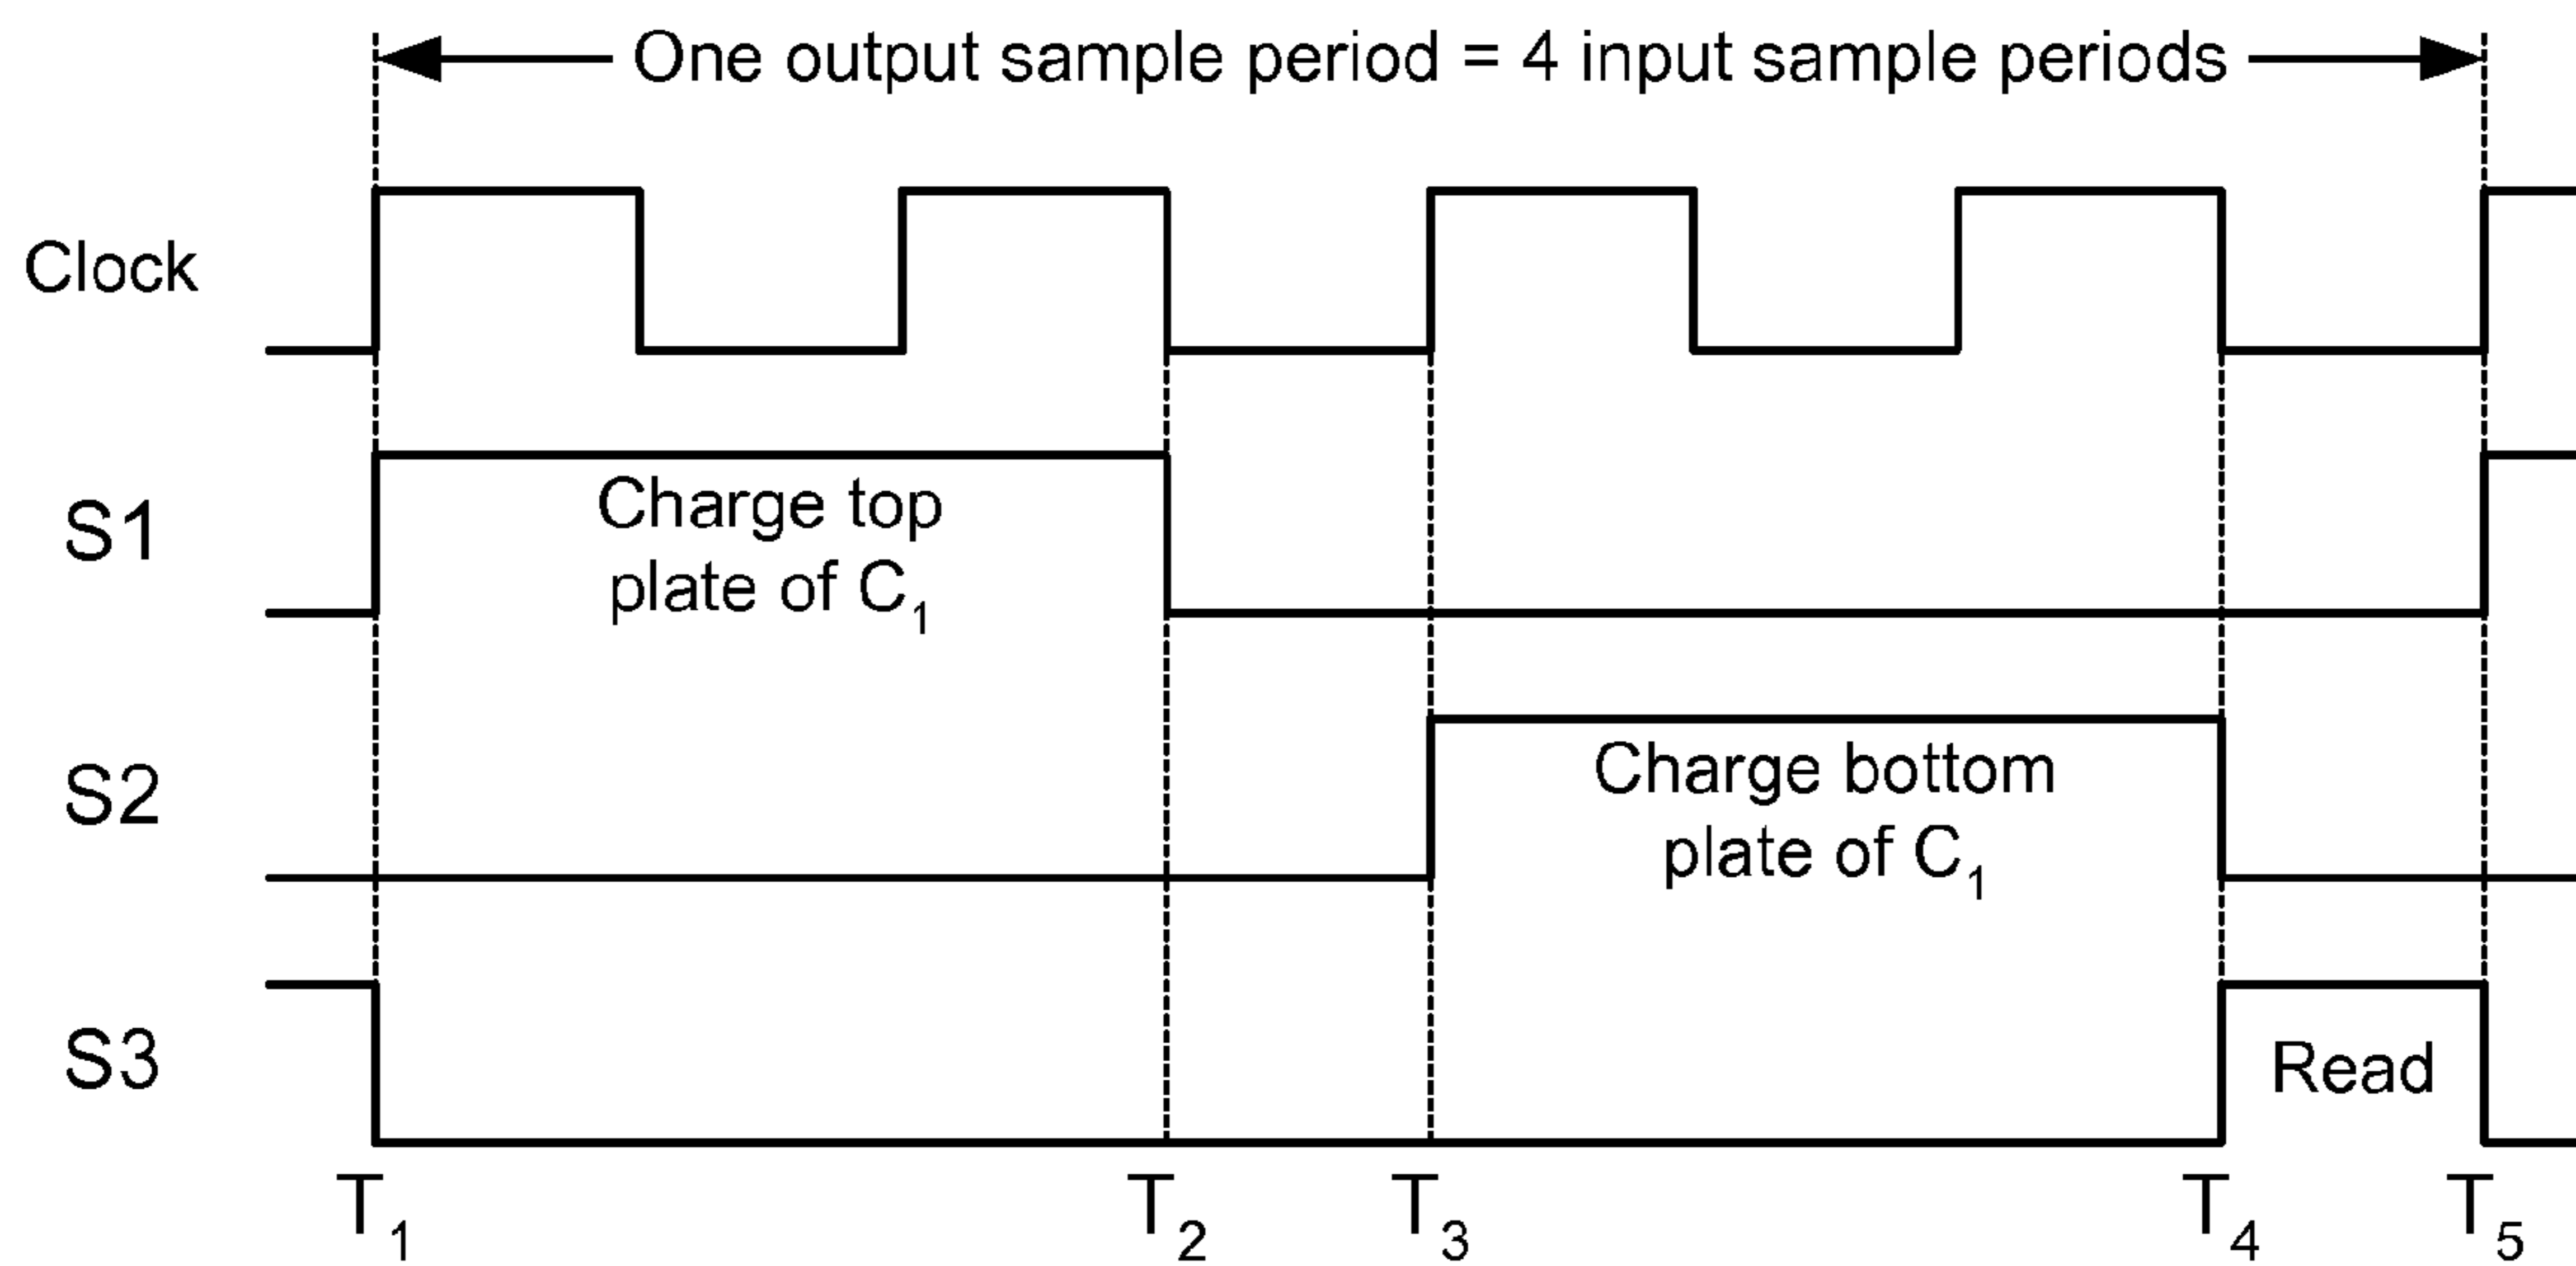 One output sample period = 4 input sample periods
Clock
S1
Charge top
plate of C₁
S2
Charge bottom
plate of C₁
S3
Read
T₁ T₂ T₃ T₄ T₅